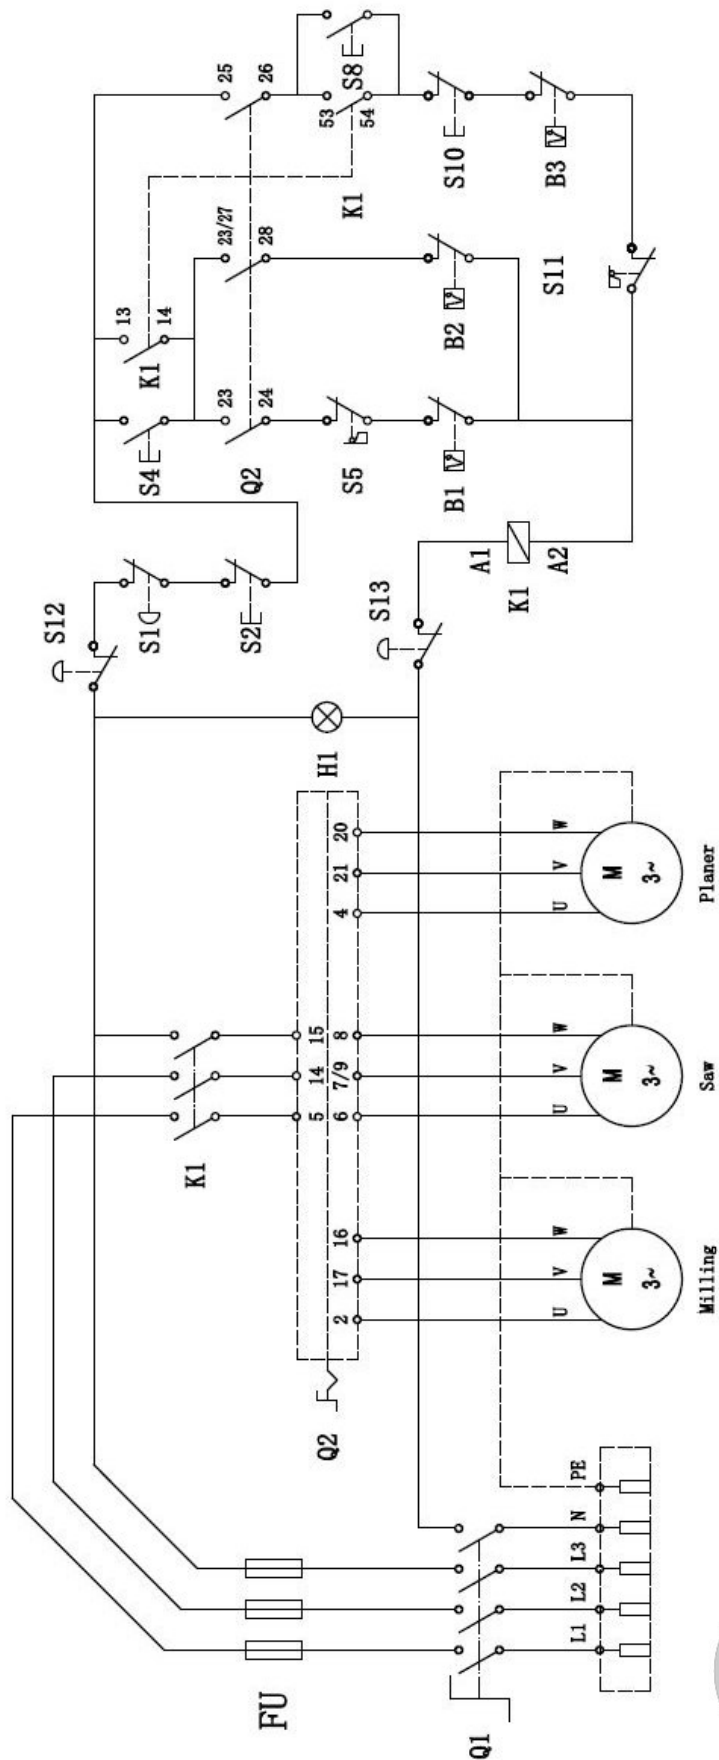 25
26
S8
53
54
K1
S10
B3
23/27
28
B2
S11
13
14
K1
S4
23
24
Q2
S5
B1
S12
S1
S2
S13
A1
K1
A2
H1
20
21
4
W
V
U
M
3~
Planer
K1
15
14
5
8
7/9
6
W
V
U
M
3~
Saw
16
17
2
Q2
W
V
U
M
3~
Milling
FU
Q1
PE
N
L3
L2
L1